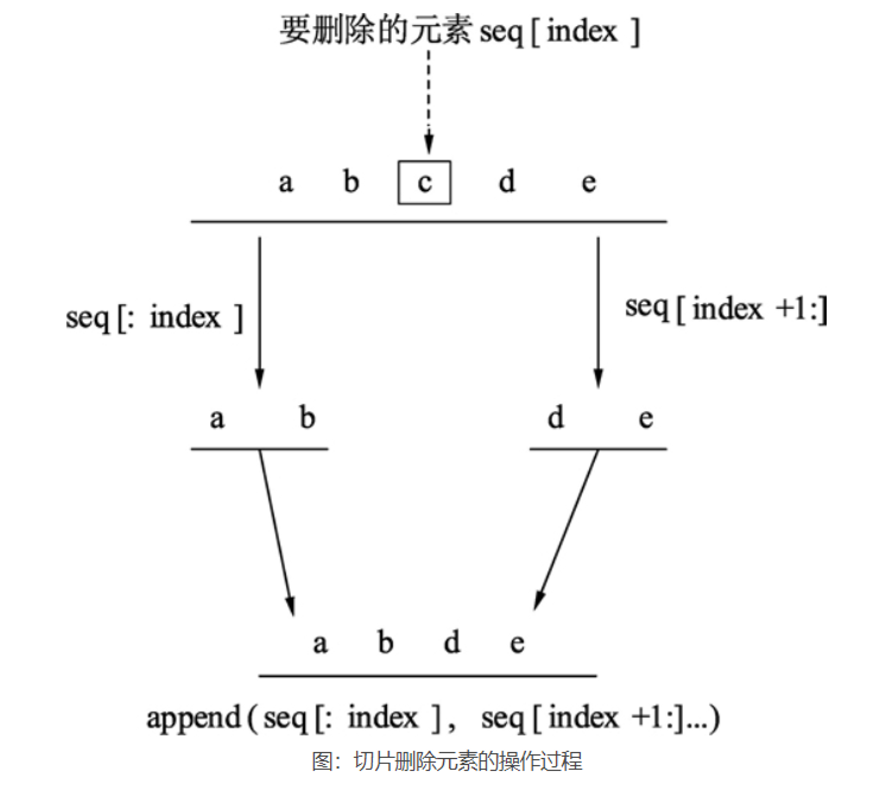 要删除的元素 seq[ index ]
a b c d e
seq[: index ]
seq[ index +1:]
a b
d e
a b d e
append( seq[: index ], seq[ index +1:]...)
图：切片删除元素的操作过程